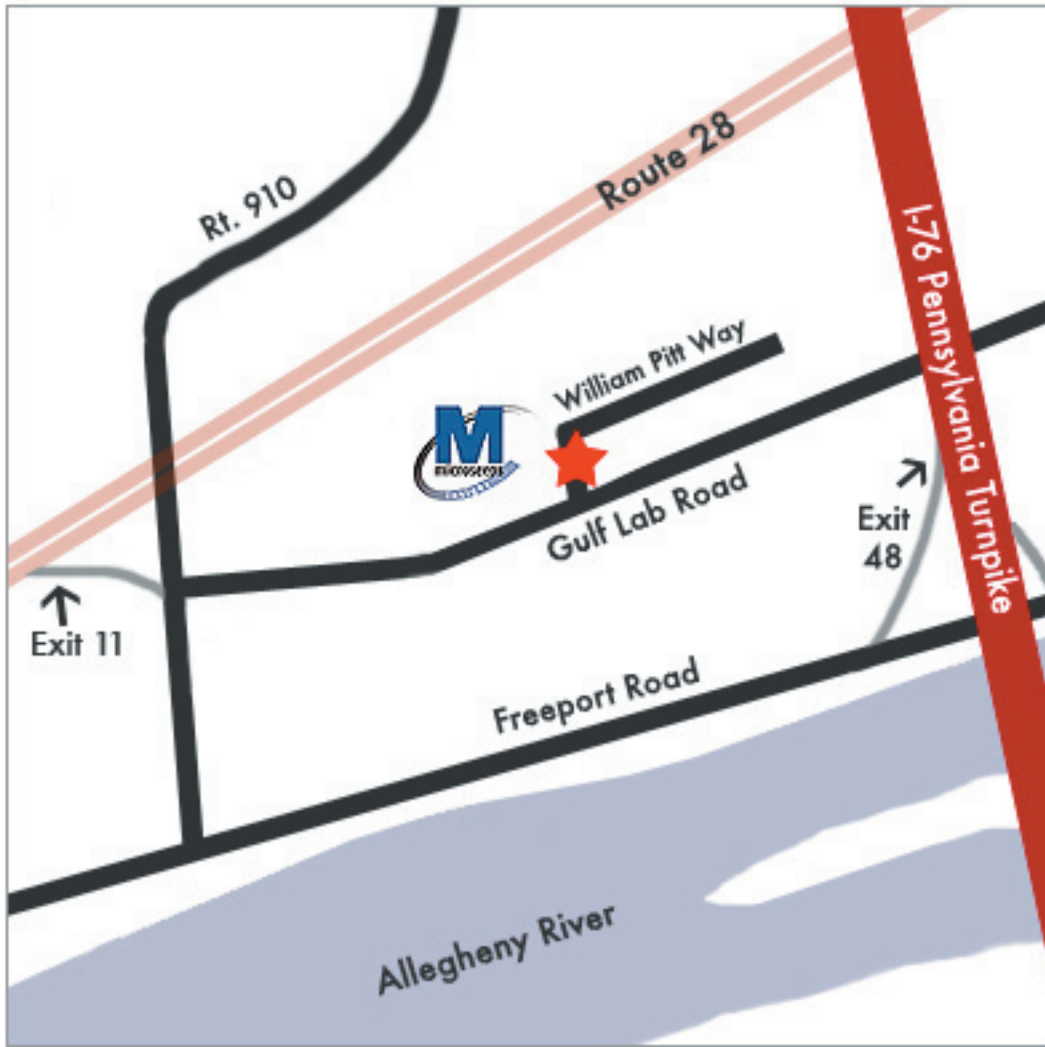 Rt. 910
Route 28
I-76 Pennsylvania Turnpike
William Pitt Way
M
microseeps
Gulf Lab Road
Exit
48
Exit 11
Freeport Road
Allegheny River